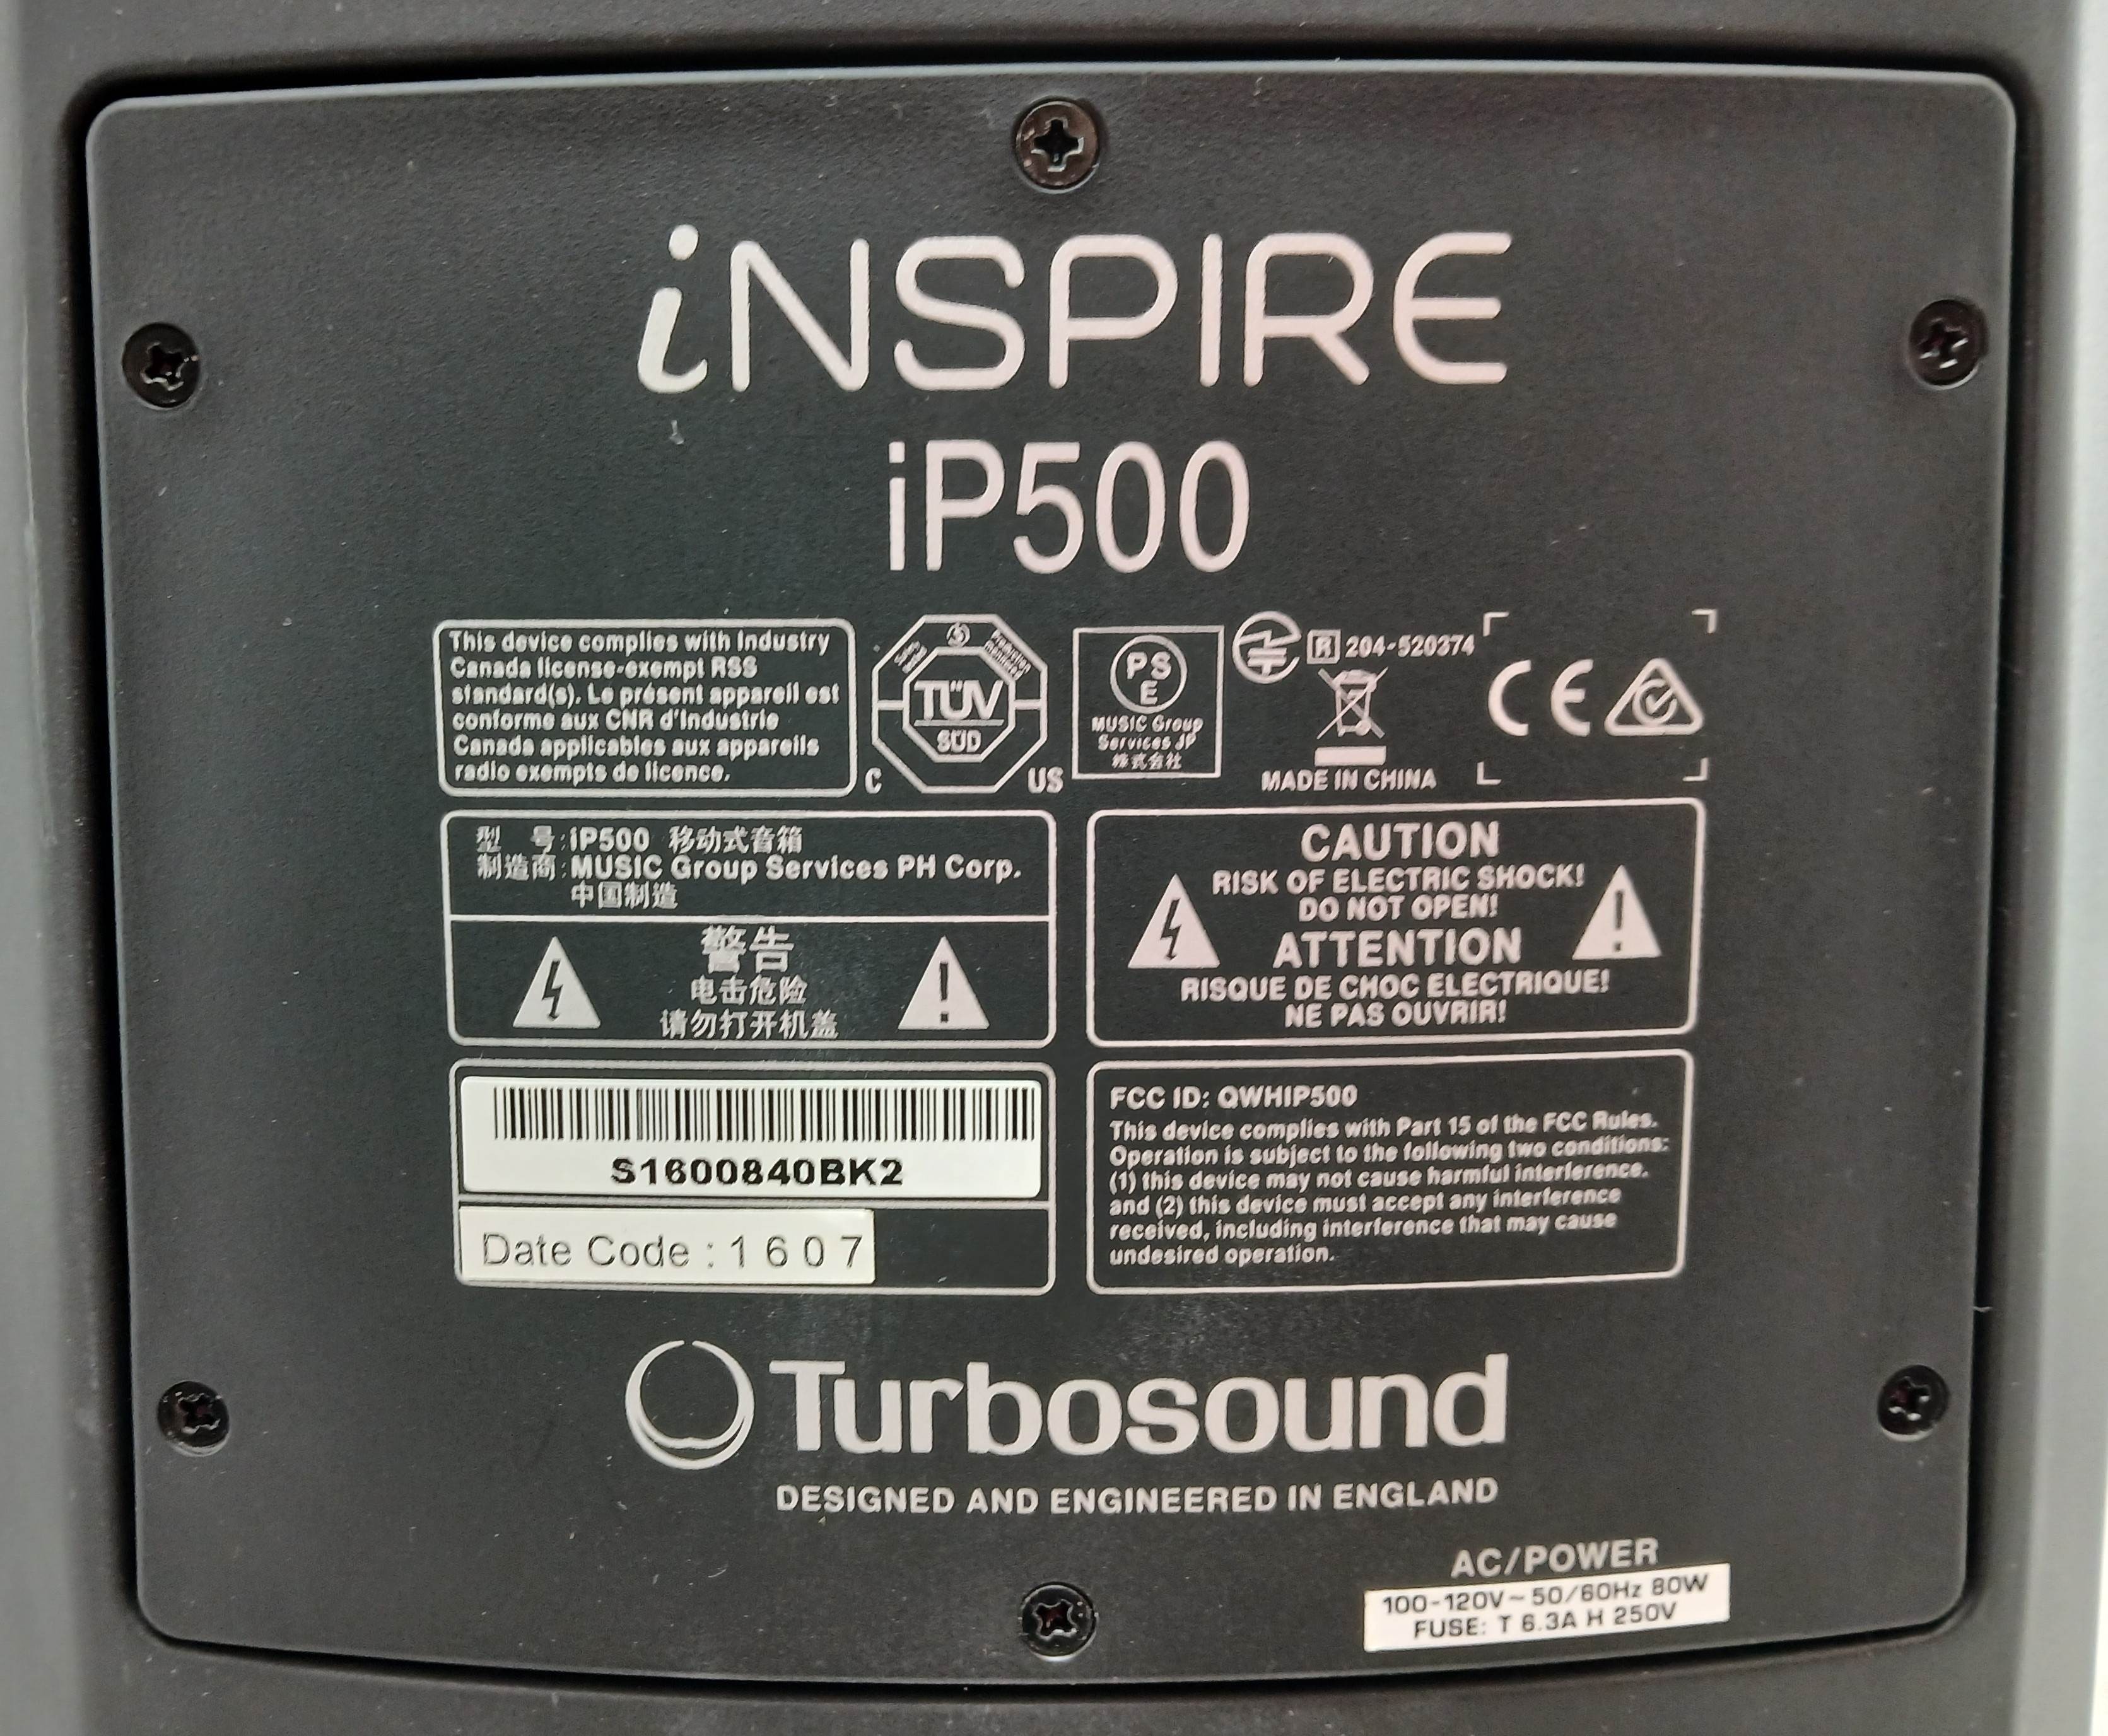 iNSPIRE
iP500
This device complies with Industry
Canada license-exempt RSS
standard(s). Le présent appareil est
conforme aux CNR d'Industrie
Canada applicables aux appareils
radio exempts de licence.
TÜV
SÜD
C US
PS
E
MUSIC Group
Services JP
株式会社
R 204-520374
MADE IN CHINA
CE
型 号:iP500 移动式音箱
制造商:MUSIC Group Services PH Corp.
中国制造
警告
电击危险
请勿打开机盖
CAUTION
RISK OF ELECTRIC SHOCK!
DO NOT OPEN!
ATTENTION
RISQUE DE CHOC ELECTRIQUE!
NE PAS OUVRIR!
S1600840BK2
Date Code : 1 6 0 7
FCC ID: QWHIP500
This device complies with Part 15 of the FCC Rules.
Operation is subject to the following two conditions:
(1) this device may not cause harmful interference.
and (2) this device must accept any interference
received, including interference that may cause
undesired operation.
Turbosound
DESIGNED AND ENGINEERED IN ENGLAND
AC/POWER
100-120V~50/60Hz 80W
FUSE: T 6.3A H 250V